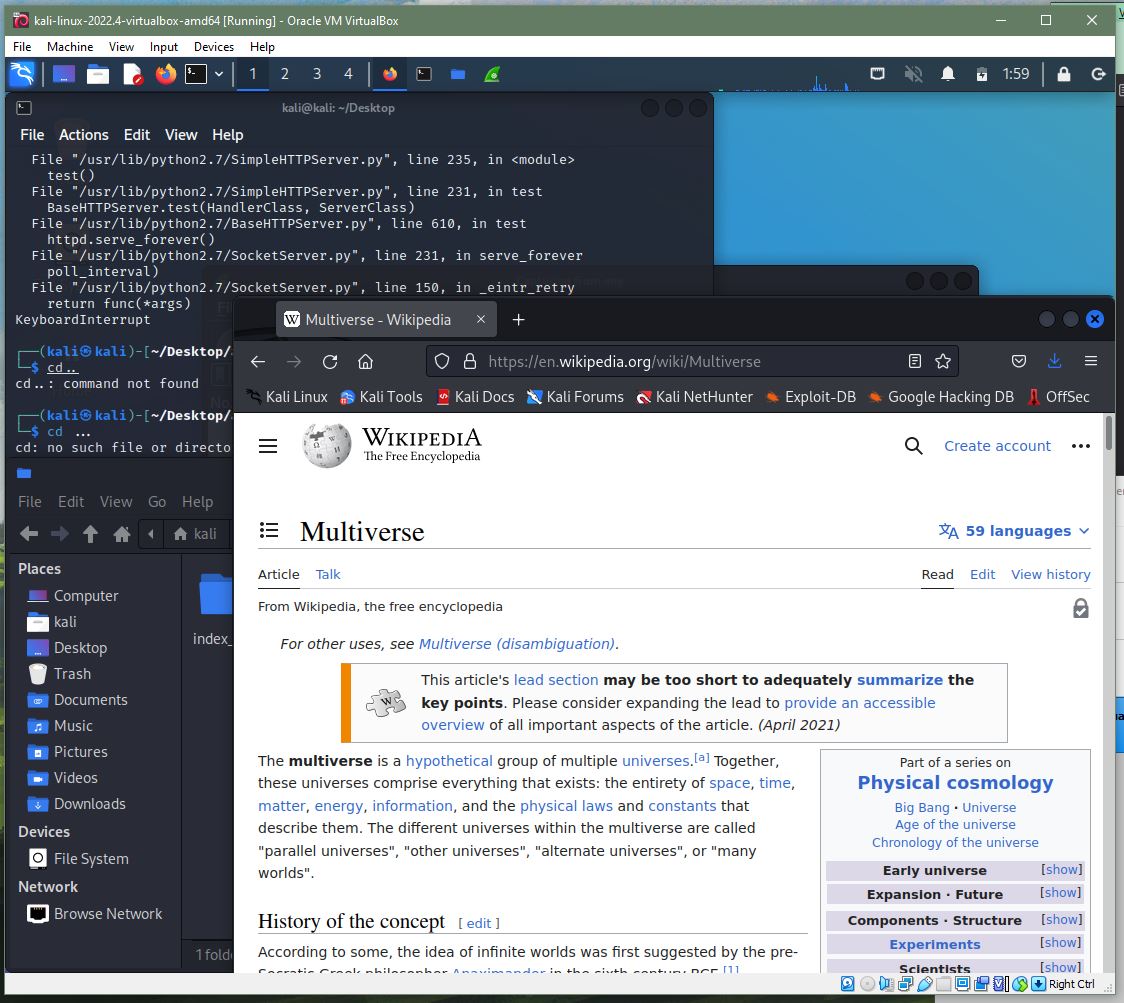 kali-linux-2022.4-virtualbox-amd64 [Running] - Oracle VM VirtualBox
File Machine View Input Devices Help
1 2 3 4 1:59
kali@kali: ~/Desktop
File Actions Edit View Help
File "/usr/lib/python2.7/SimpleHTTPServer.py", line 235, in <module>
test()
File "/usr/lib/python2.7/SimpleHTTPServer.py", line 231, in test
BaseHTTPServer.test(HandlerClass, ServerClass)
File "/usr/lib/python2.7/BaseHTTPServer.py", line 610, in test
httpd.serve_forever()
File "/usr/lib/python2.7/SocketServer.py", line 231, in serve_forever
poll_interval)
File "/usr/lib/python2.7/SocketServer.py", line 150, in _eintr_retry
return func(*args)
KeyboardInterrupt
(kali㉿kali)-[~/Desktop/
$ cd..
cd..: command not found
(kali㉿kali)-[~/Desktop/
$ cd ...
cd: no such file or directo
File Edit View Go Help
kali
Places
Computer
kali
Desktop
Trash
Documents
Music
Pictures
Videos
Downloads
Devices
File System
Network
Browse Network
index_
1 fold
Multiverse - Wikipedia
https://en.wikipedia.org/wiki/Multiverse
Kali Linux Kali Tools Kali Docs Kali Forums Kali NetHunter Exploit-DB Google Hacking DB OffSec
WIKIPEDIA
The Free Encyclopedia
Create account
Multiverse
59 languages
Article Talk
Read Edit View history
From Wikipedia, the free encyclopedia
For other uses, see Multiverse (disambiguation).
This article's lead section may be too short to adequately summarize the
key points. Please consider expanding the lead to provide an accessible
overview of all important aspects of the article. (April 2021)
The multiverse is a hypothetical group of multiple universes.[a] Together,
these universes comprise everything that exists: the entirety of space, time,
matter, energy, information, and the physical laws and constants that
describe them. The different universes within the multiverse are called
"parallel universes", "other universes", "alternate universes", or "many
worlds".
History of the concept [ edit ]
According to some, the idea of infinite worlds was first suggested by the pre-
Socratic Greek philosopher Anaximander in the sixth century BCE.[1]
Part of a series on
Physical cosmology
Big Bang · Universe
Age of the universe
Chronology of the universe
Early universe [show]
Expansion · Future [show]
Components · Structure [show]
Experiments [show]
Scientists [show]
Right Ctrl